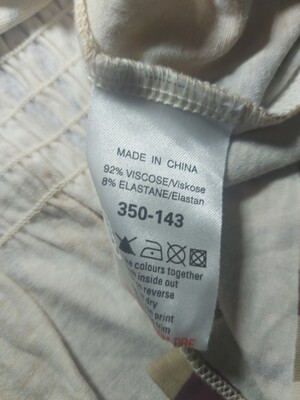 MADE IN CHINA
92% VISCOSE/Viskose
8% ELASTANE/Elastan
350-143
colours together
inside out
reverse
dry
print